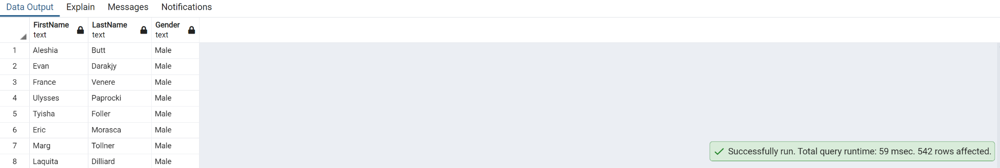 Data Output Explain Messages Notifications
FirstName LastName Gender
text text text
1 Aleshia Butt Male
2 Evan Darakjy Male
3 France Venere Male
4 Ulysses Paprocki Male
5 Tyisha Foller Male
6 Eric Morasca Male
7 Marg Tollner Male
Successfully run. Total query runtime: 59 msec. 542 rows affected.
8 Laquita Dilliard Male